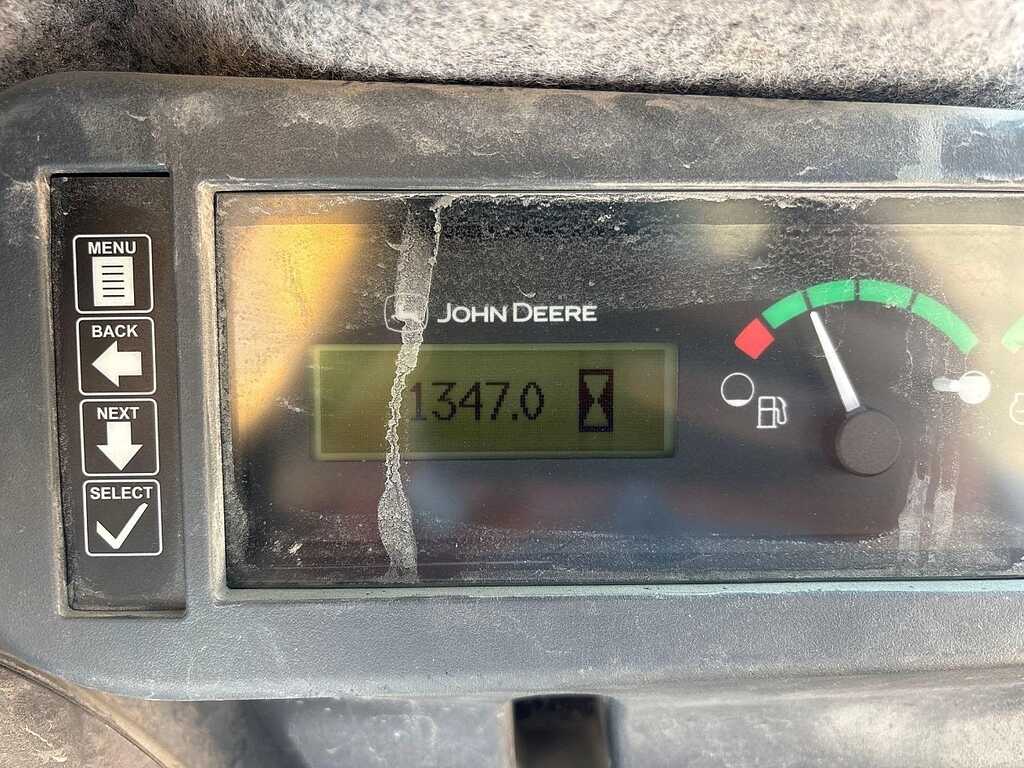 MENU
BACK
NEXT
SELECT
JOHN DEERE
1347.0